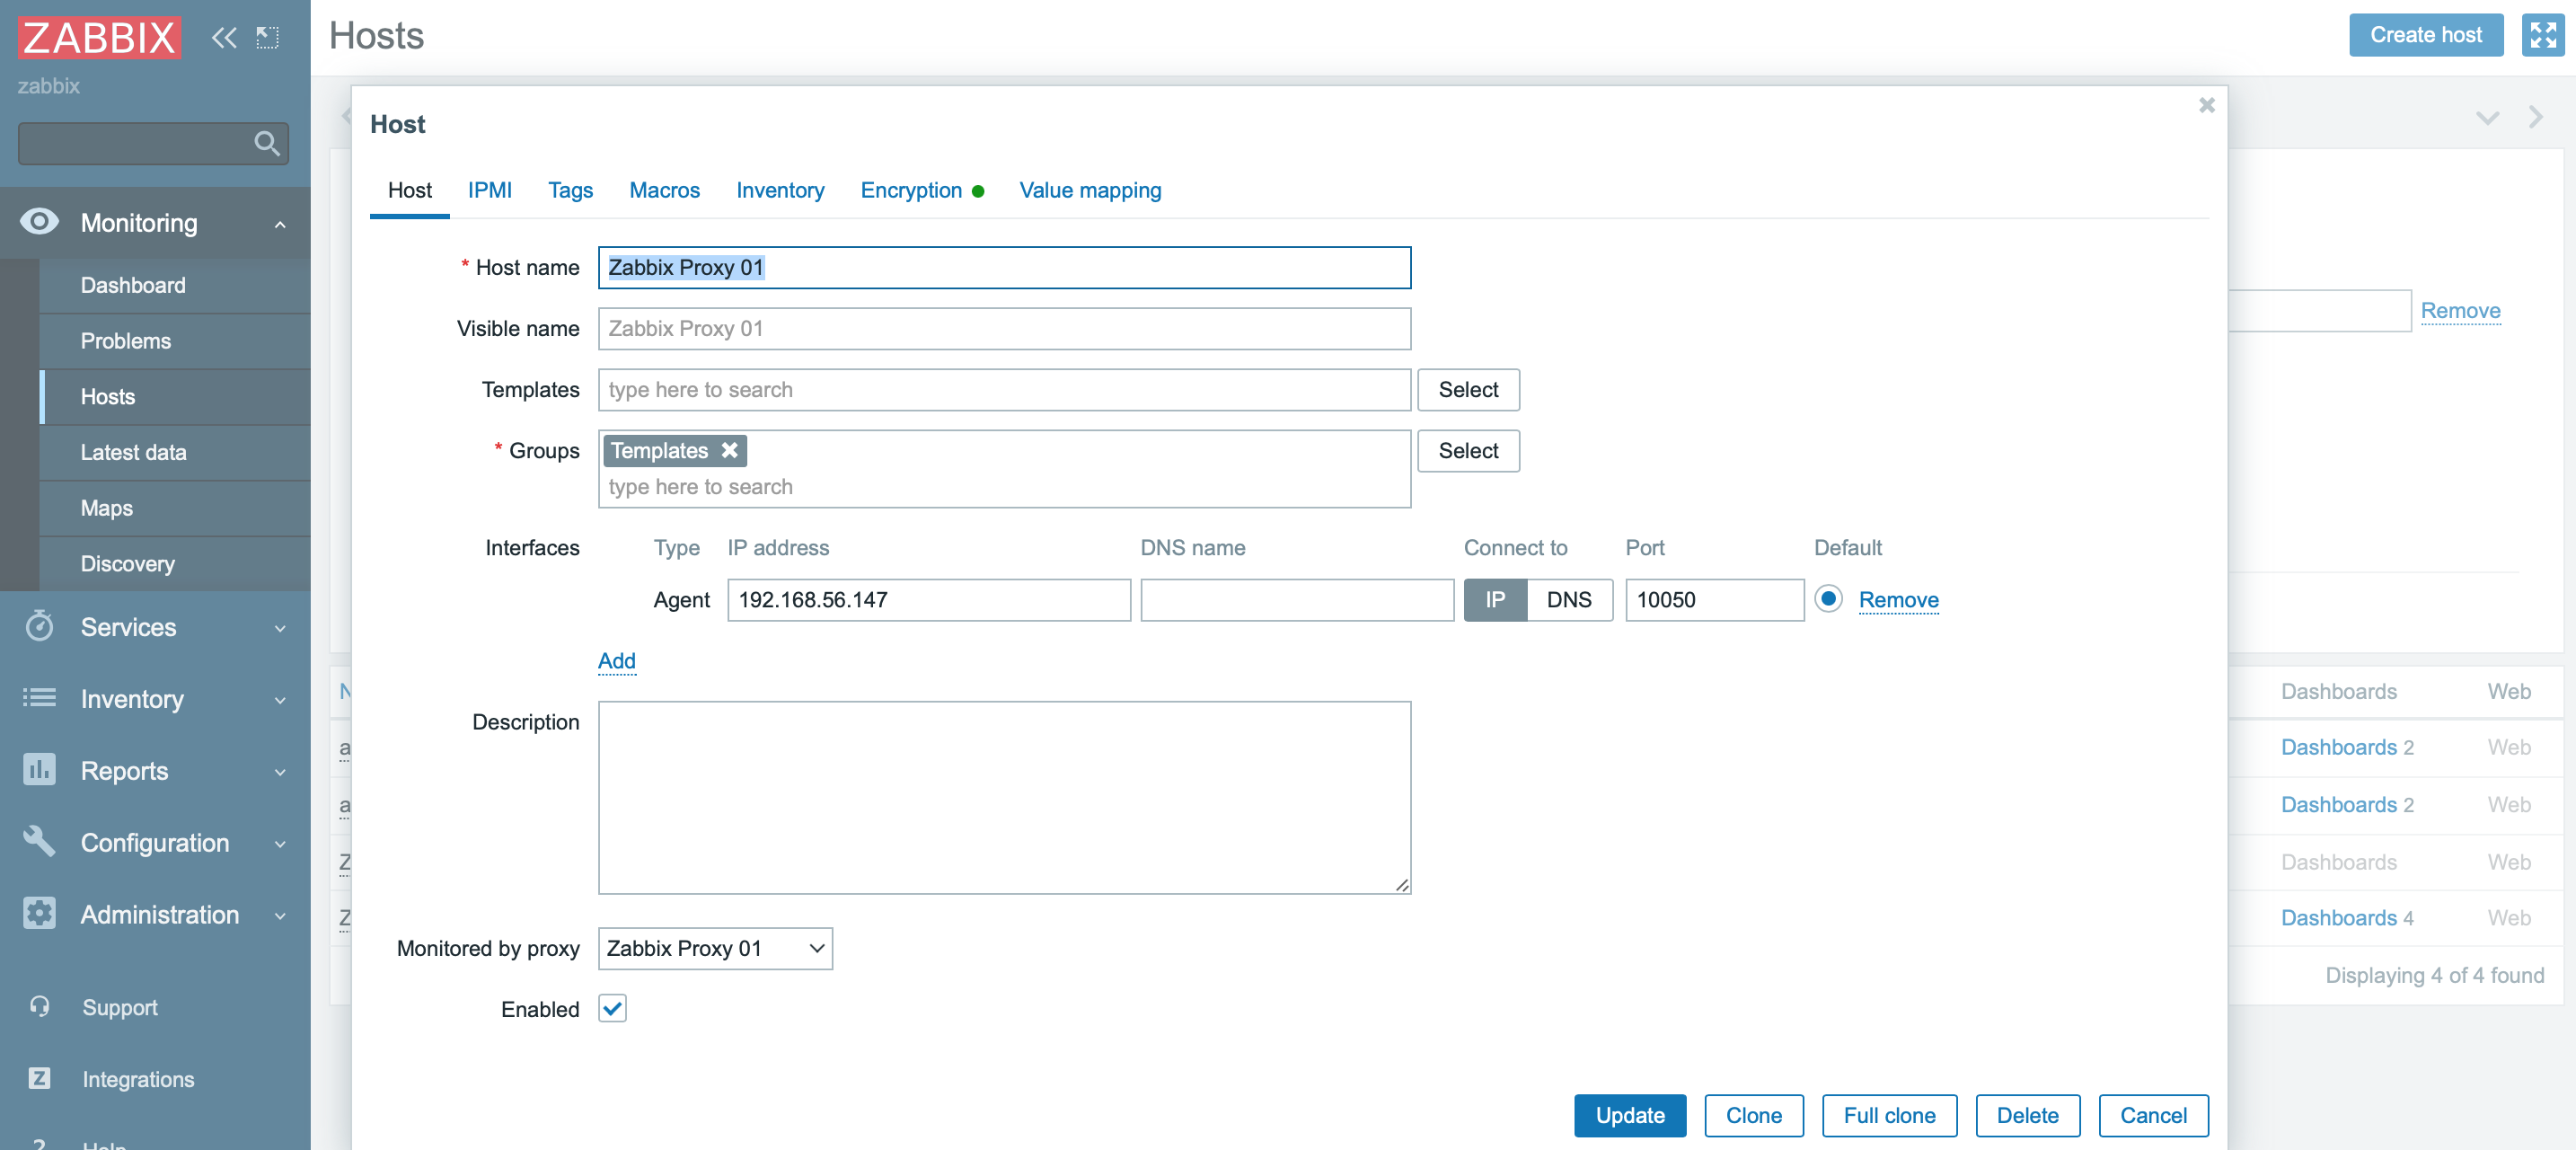 ZABBIX
zabbix
Monitoring
Dashboard
Problems
Hosts
Latest data
Maps
Discovery
Services
Inventory
Reports
Configuration
Administration
Support
Integrations
Help
Hosts
Create host
Host
Host IPMI Tags Macros Inventory Encryption Value mapping
* Host name Zabbix Proxy 01
Visible name Zabbix Proxy 01
Templates type here to search Select
* Groups Templates Select
type here to search
Interfaces Type IP address DNS name Connect to Port Default
Agent 192.168.56.147 IP DNS 10050 Remove
Add
Description
Monitored by proxy Zabbix Proxy 01
Enabled
Update Clone Full clone Delete Cancel
Remove
N Dashboards Web
a Dashboards 2 Web
a Dashboards 2 Web
Z Dashboards Web
Z Dashboards 4 Web
Displaying 4 of 4 found